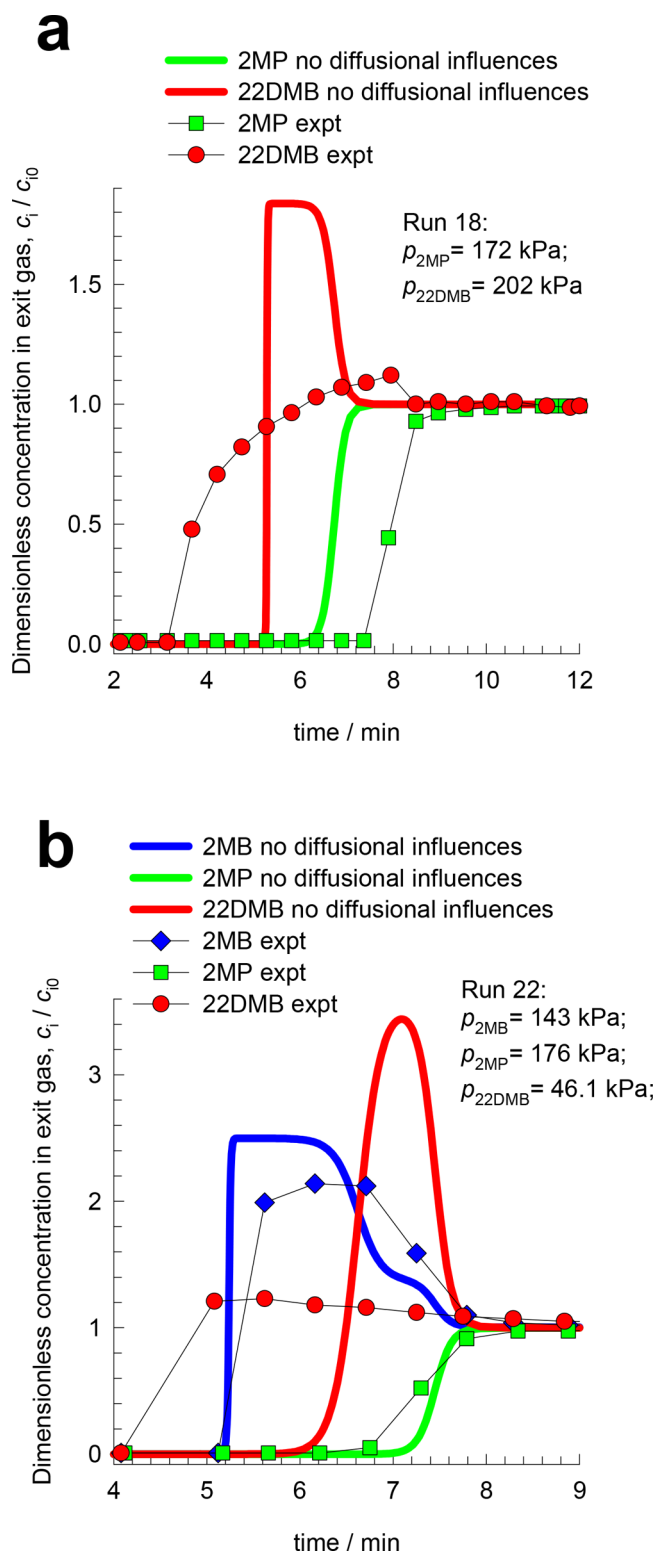 a
2MP no diffusional influences
22DMB no diffusional influences
2MP expt
22DMB expt
Dimensionless concentration in exit gas, cᵢ / cᵢ₀
Run 18:
p₂MP= 172 kPa;
p₂₂DMB= 202 kPa
1.5
1.0
0.5
0.0
2 4 6 8 10 12
time / min
b
2MB no diffusional influences
2MP no diffusional influences
22DMB no diffusional influences
2MB expt
2MP expt
22DMB expt
Dimensionless concentration in exit gas, cᵢ / cᵢ₀
Run 22:
p₂MB= 143 kPa;
p₂MP= 176 kPa;
p₂₂DMB= 46.1 kPa;
3
2
1
0
4 5 6 7 8 9
time / min